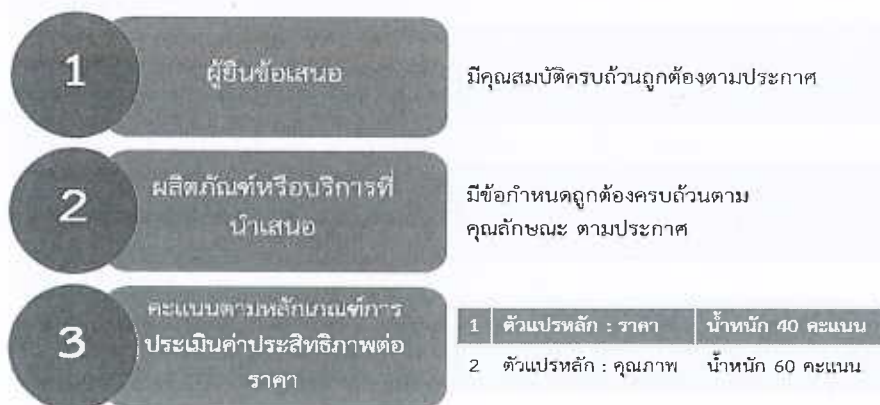 1
ผู้ยื่นข้อเสนอ
มีคุณสมบัติครบถ้วนถูกต้องตามประกาศ
2
ผลิตภัณฑ์หรือบริการที่
นำเสนอ
มีข้อกำหนดถูกต้องครบถ้วนตาม
คุณลักษณะ ตามประกาศ
3
คะแนนตามหลักเกณฑ์การ
ประเมินค่าประสิทธิภาพต่อ
ราคา
1 ตัวแปรหลัก : ราคา น้ำหนัก 40 คะแนน
2 ตัวแปรหลัก : คุณภาพ น้ำหนัก 60 คะแนน